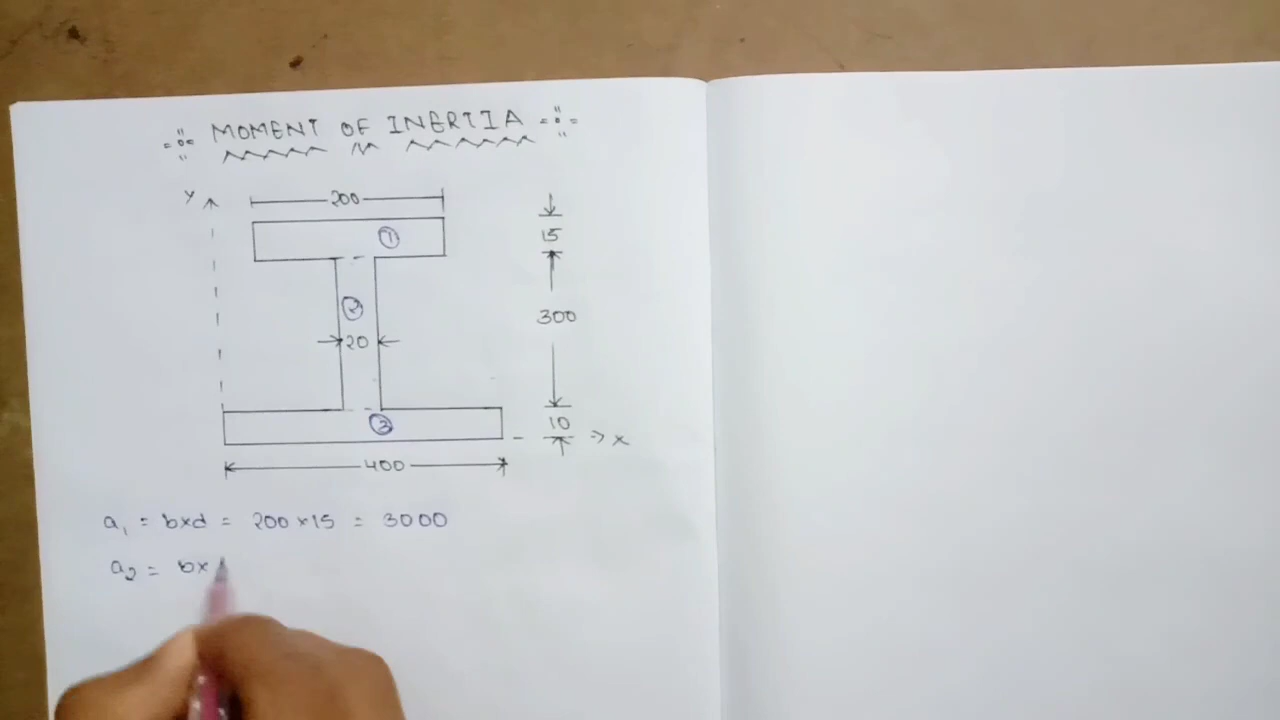 MOMENT OF INERTIA
Y
200
1
15
2
300
20
3
10
X
400
a₁ = b×d = 200×15 = 3000
a₂ = b×